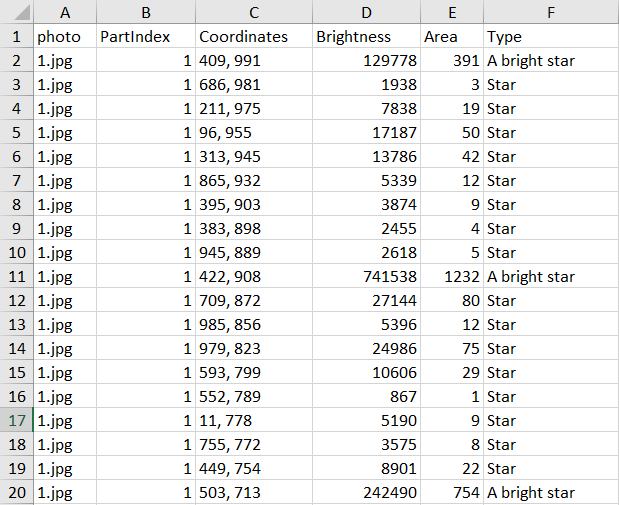 A B C D E F
1 photo PartIndex Coordinates Brightness Area Type
2 1.jpg 1 409, 991 129778 391 A bright star
3 1.jpg 1 686, 981 1938 3 Star
4 1.jpg 1 211, 975 7838 19 Star
5 1.jpg 1 96, 955 17187 50 Star
6 1.jpg 1 313, 945 13786 42 Star
7 1.jpg 1 865, 932 5339 12 Star
8 1.jpg 1 395, 903 3874 9 Star
9 1.jpg 1 383, 898 2455 4 Star
10 1.jpg 1 945, 889 2618 5 Star
11 1.jpg 1 422, 908 741538 1232 A bright star
12 1.jpg 1 709, 872 27144 80 Star
13 1.jpg 1 985, 856 5396 12 Star
14 1.jpg 1 979, 823 24986 75 Star
15 1.jpg 1 593, 799 10606 29 Star
16 1.jpg 1 552, 789 867 1 Star
17 1.jpg 1 11, 778 5190 9 Star
18 1.jpg 1 755, 772 3575 8 Star
19 1.jpg 1 449, 754 8901 22 Star
20 1.jpg 1 503, 713 242490 754 A bright star